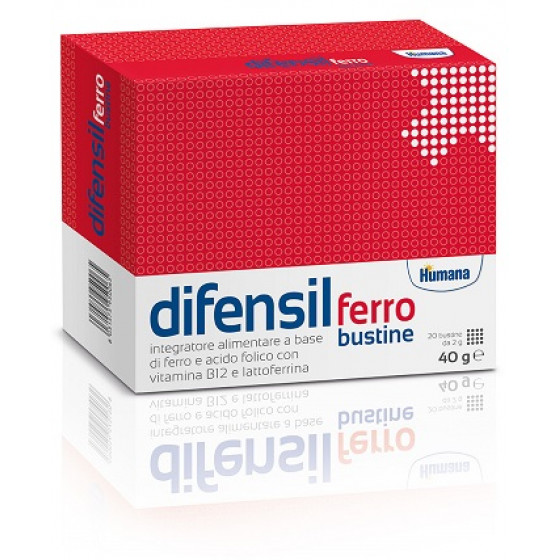 difensil ferro
bustine
difensil ferro
bustine
Humana
integratore alimentare a base
di ferro e acido folico con
vitamina B12 e lattoferrina
20 bustine
da 2 g
40 g e